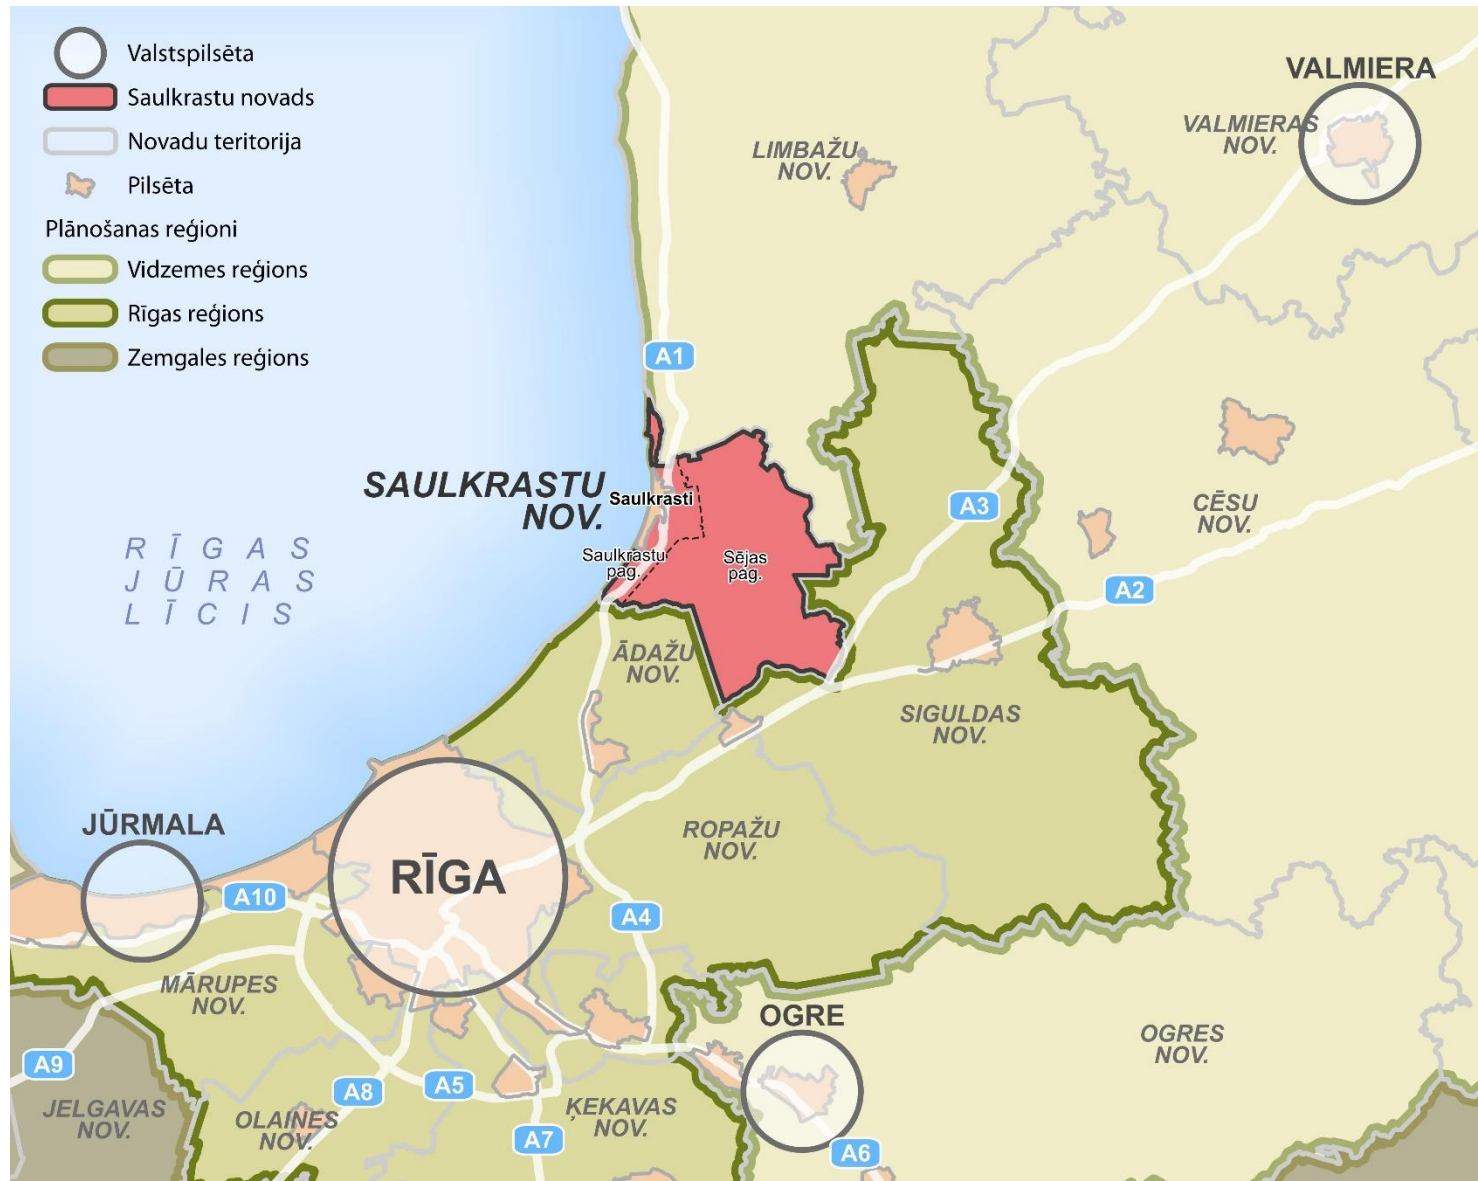 Valstspilsēta
Saulkrastu novads
Novadu teritorija
Pilsēta
Plānošanas reģioni
Vidzemes reģions
Rīgas reģions
Zemgales reģions
VALMIERA
VALMIERAS
NOV.
LIMBAŽU
NOV.
A1
SAULKRASTU
NOV.
Saulkrasti
Saulkrastu
pag.
Sējas
pag.
A3
CĒSU
NOV.
A2
RĪGAS
JŪRAS
LĪCIS
ĀDAŽU
NOV.
SIGULDAS
NOV.
ROPAŽU
NOV.
JŪRMALA
RĪGA
A10
A4
MĀRUPES
NOV.
OGRE
OGRES
NOV.
A9
A8
A5
JELGAVAS
NOV.
OLAINES
NOV.
ĶEKAVAS
NOV.
A7
A6